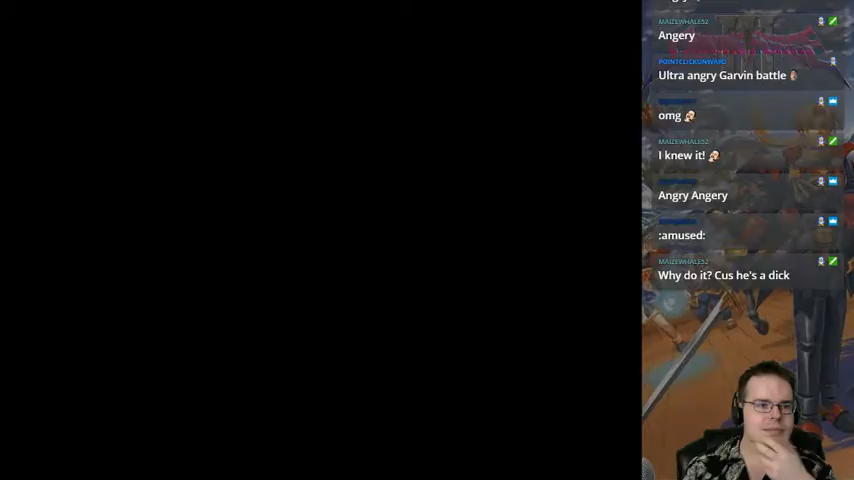 MAIZEWHALE52
Angery
POINTCLICKONWARD
Ultra angry Garvin battle
omg
MAIZEWHALE52
I knew it!
Angry Angery
:amused:
MAIZEWHALE52
Why do it? Cus he's a dick